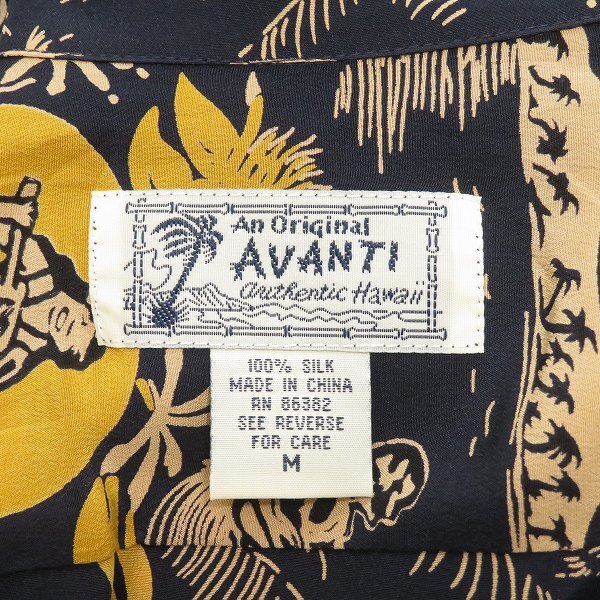 An Original
AVANTI
Authentic Hawaii
100% SILK
MADE IN CHINA
RN 86382
SEE REVERSE
FOR CARE
M